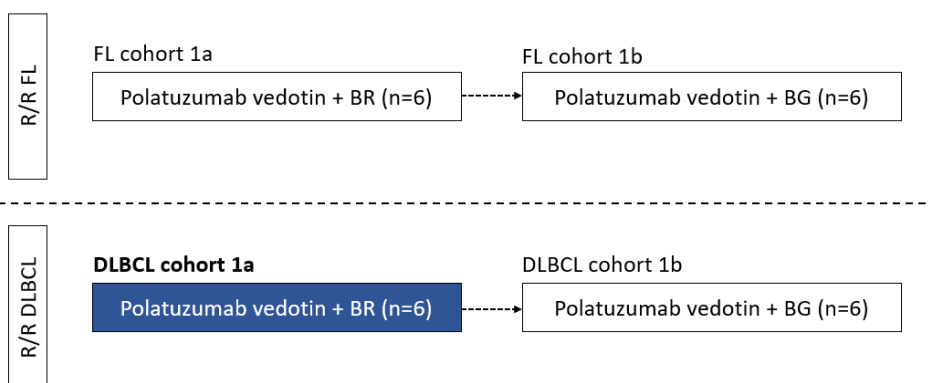 R/R FL
FL cohort 1a
Polatuzumab vedotin + BR (n=6)
FL cohort 1b
Polatuzumab vedotin + BG (n=6)
R/R DLBCL
DLBCL cohort 1a
Polatuzumab vedotin + BR (n=6)
DLBCL cohort 1b
Polatuzumab vedotin + BG (n=6)